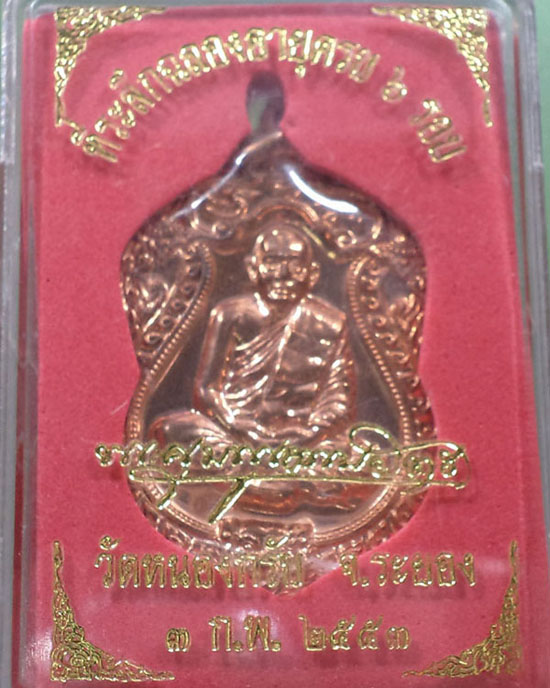 ที่ระลึกฉลองอายุครบ ๖ รอบ
วัดหนองกรับ จ.ระยอง
๓ ก.พ. ๒๕๕๓